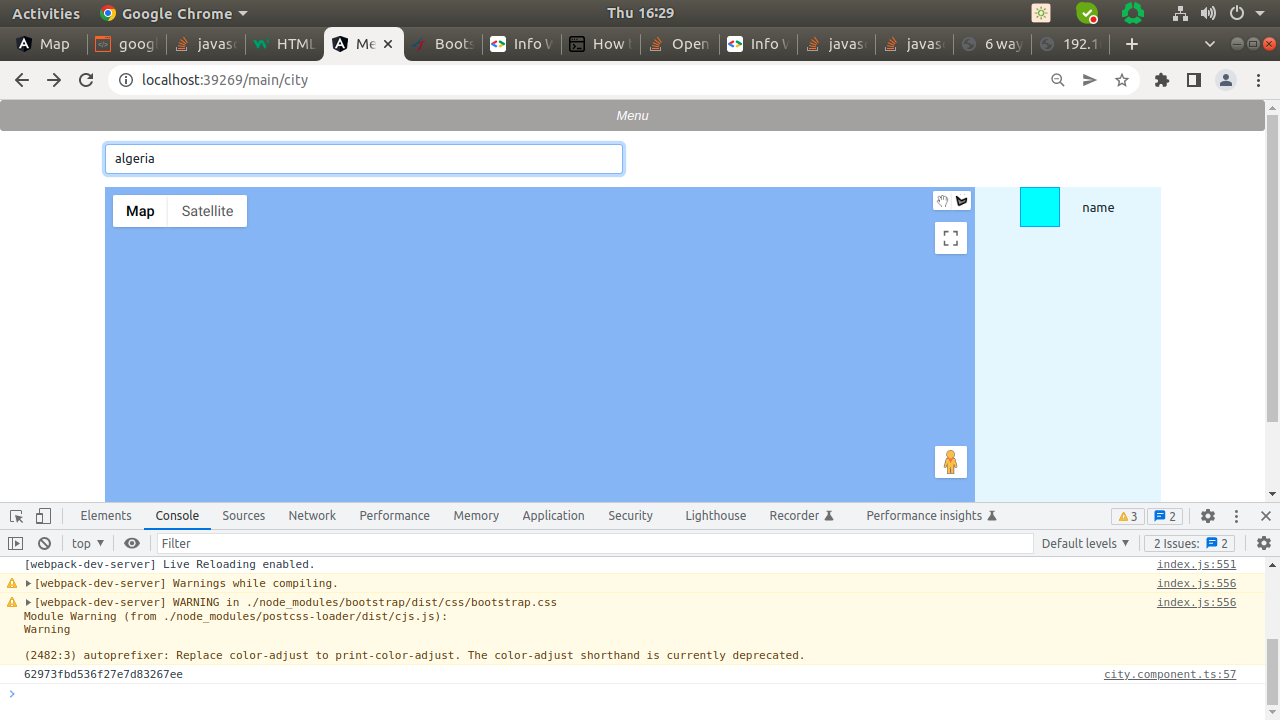 Activities Google Chrome Thu 16:29
Map goog javas HTML Me Boots Info W How Open Info W javas javas 6 way 192.1
localhost:39269/main/city
Menu
algeria
Map Satellite
name
Elements Console Sources Network Performance Memory Application Security Lighthouse Recorder Performance insights 3 2
top Filter Default levels 2 Issues: 2
[webpack-dev-server] Live Reloading enabled. index.js:551
[webpack-dev-server] Warnings while compiling. index.js:556
[webpack-dev-server] WARNING in ./node_modules/bootstrap/dist/css/bootstrap.css index.js:556
Module Warning (from ./node_modules/postcss-loader/dist/cjs.js):
Warning
(2482:3) autoprefixer: Replace color-adjust to print-color-adjust. The color-adjust shorthand is currently deprecated.
62973fbd536f27e7d83267ee city.component.ts:57